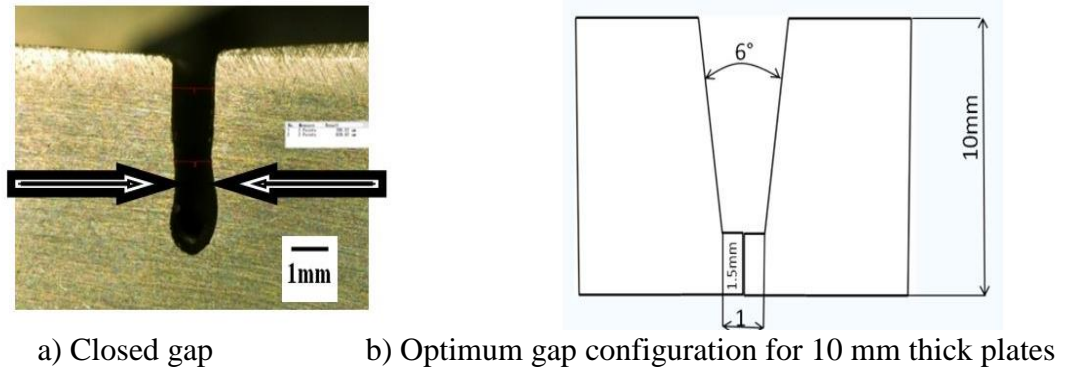 1mm
6°
10mm
1.5mm
1
a) Closed gap
b) Optimum gap configuration for 10 mm thick plates